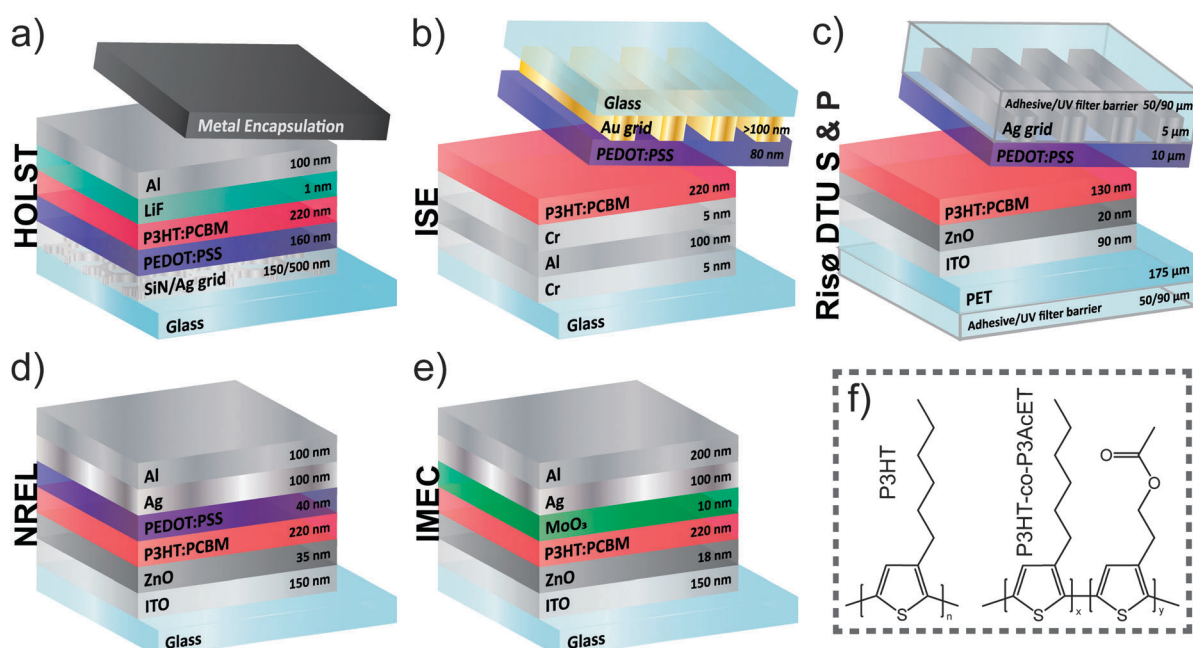 a)
HOLST
Metal Encapsulation
Al 100 nm
LiF 1 nm
P3HT:PCBM 220 nm
PEDOT:PSS 160 nm
SiN/Ag grid 150/500 nm
Glass
b)
ISE
Glass
Au grid >100 nm
PEDOT:PSS 80 nm
P3HT:PCBM 220 nm
Cr 5 nm
Al 100 nm
Cr 5 nm
Glass
c)
Risø DTU S & P
Adhesive/UV filter barrier 50/90 µm
Ag grid 5 µm
PEDOT:PSS 10 µm
P3HT:PCBM 130 nm
ZnO 20 nm
ITO 90 nm
PET 175 µm
Adhesive/UV filter barrier 50/90 µm
d)
NREL
Al 100 nm
Ag 100 nm
PEDOT:PSS 40 nm
P3HT:PCBM 220 nm
ZnO 35 nm
ITO 150 nm
Glass
e)
IMEC
Al 200 nm
Ag 100 nm
MoO₃ 10 nm
P3HT:PCBM 220 nm
ZnO 18 nm
ITO 150 nm
Glass
f)
P3HT
S
n
P3HT-co-P3AcET
O
O
S
x
S
y